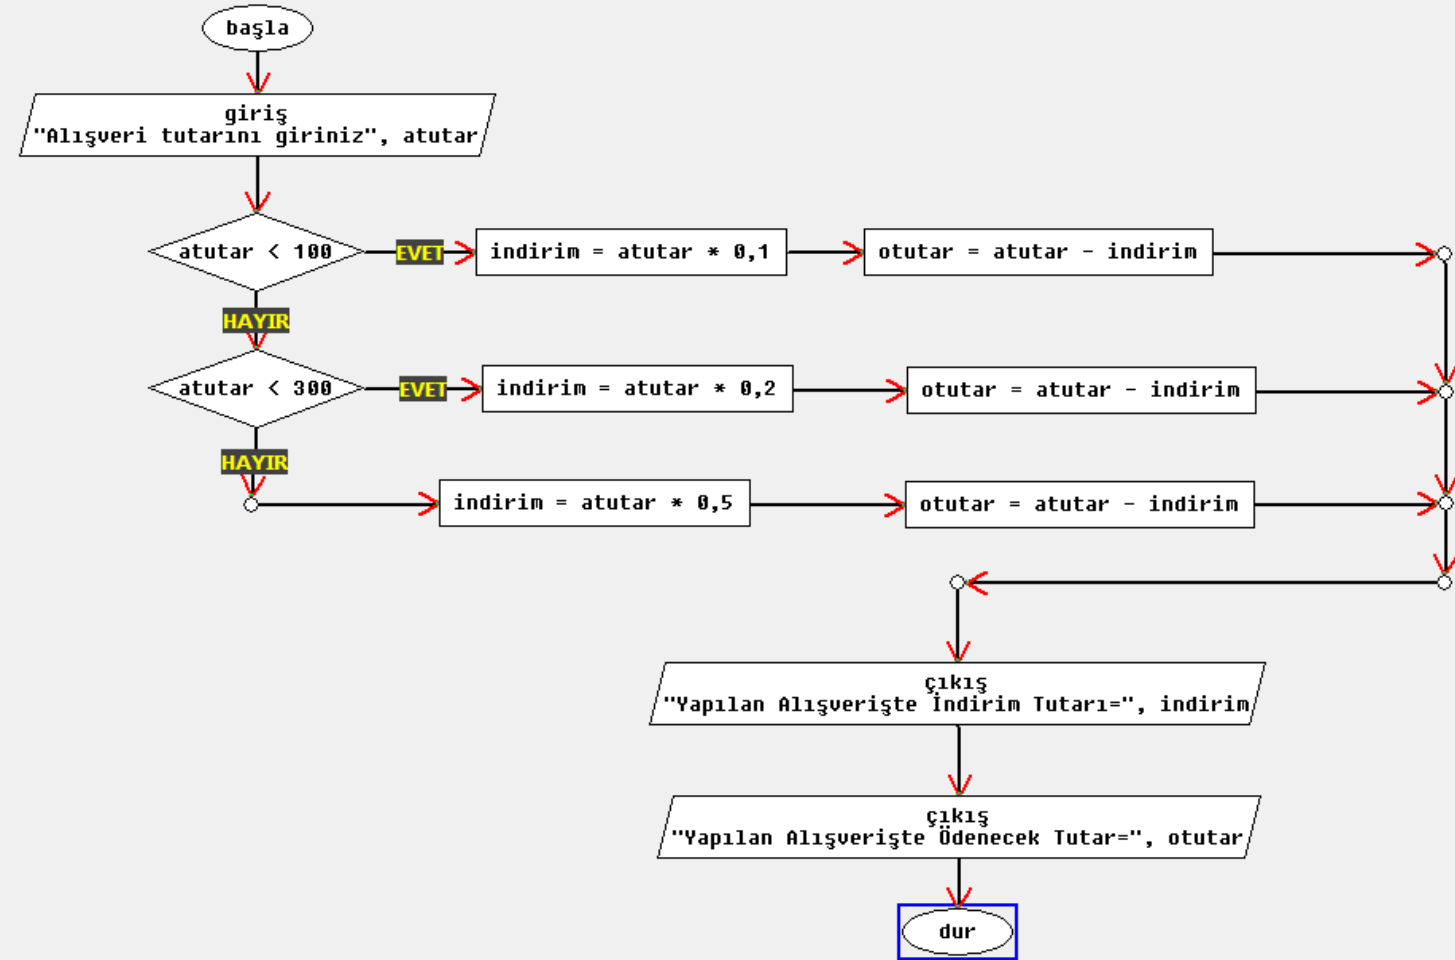 başla
giriş
"Alışveri tutarını giriniz", atutar
atutar < 100
EVET
indirim = atutar * 0,1
otutar = atutar - indirim
HAYIR
atutar < 300
EVET
indirim = atutar * 0,2
otutar = atutar - indirim
HAYIR
indirim = atutar * 0,5
otutar = atutar - indirim
çıkış
"Yapılan Alışverişte İndirim Tutarı=", indirim
çıkış
"Yapılan Alışverişte Ödenecek Tutar=", otutar
dur